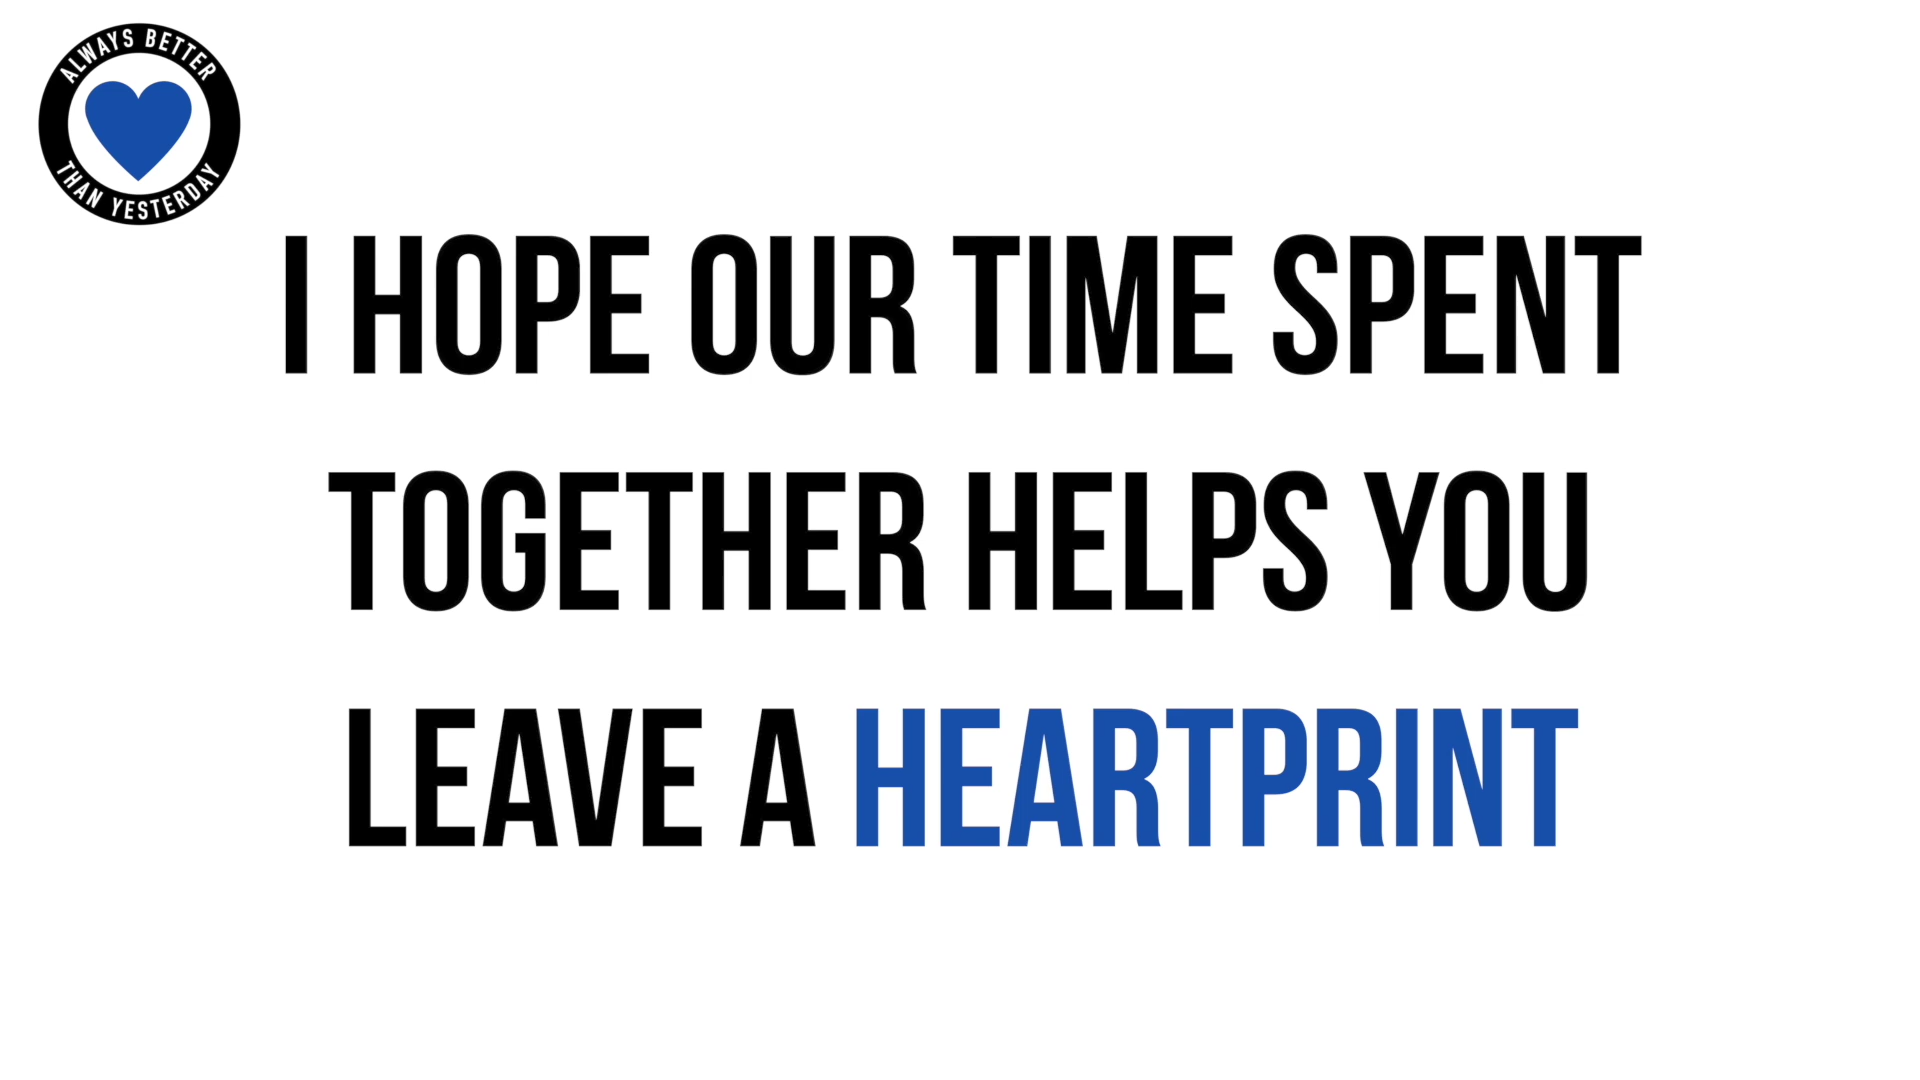 ALWAYS BETTER
THAN YESTERDAY
I HOPE OUR TIME SPENT
TOGETHER HELPS YOU
LEAVE A HEARTPRINT